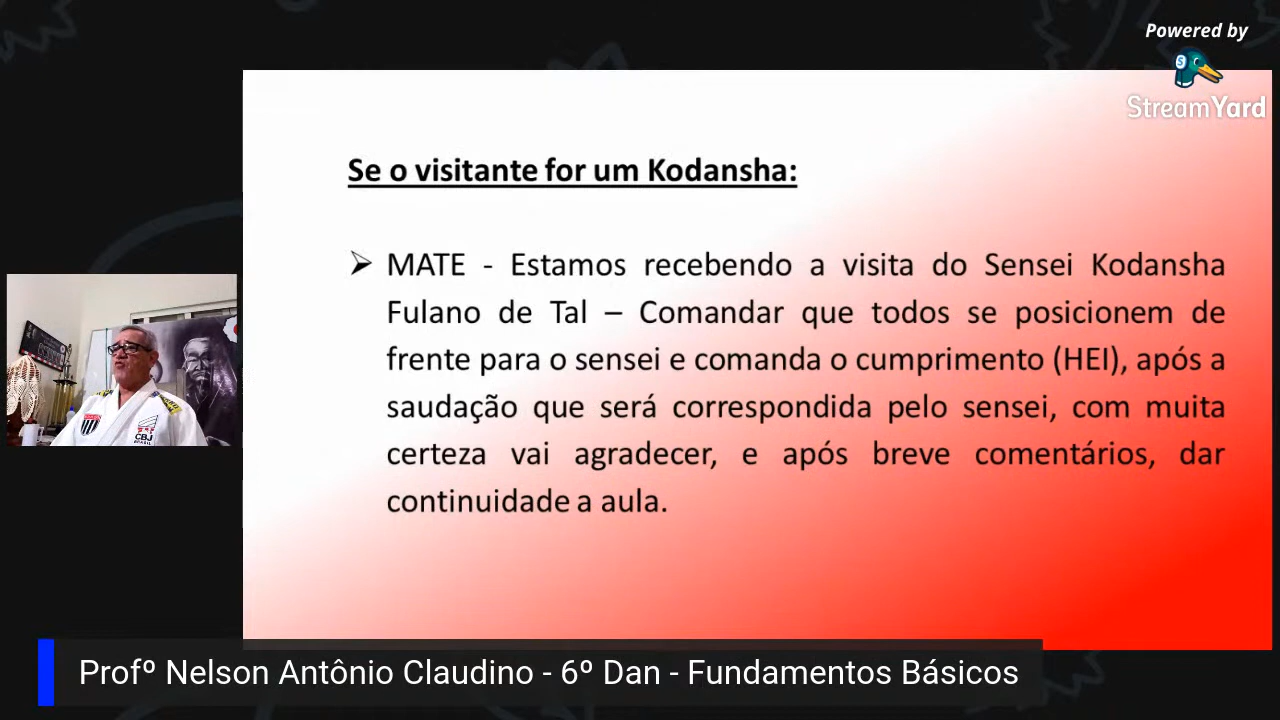 Powered by
StreamYard
Se o visitante for um Kodansha:
➢ MATE - Estamos recebendo a visita do Sensei Kodansha
Fulano de Tal – Comandar que todos se posicionem de
frente para o sensei e comanda o cumprimento (HEI), após a
saudação que será correspondida pelo sensei, com muita
certeza vai agradecer, e após breve comentários, dar
continuidade a aula.
CBJ
BRASIL
Profº Nelson Antônio Claudino - 6º Dan - Fundamentos Básicos